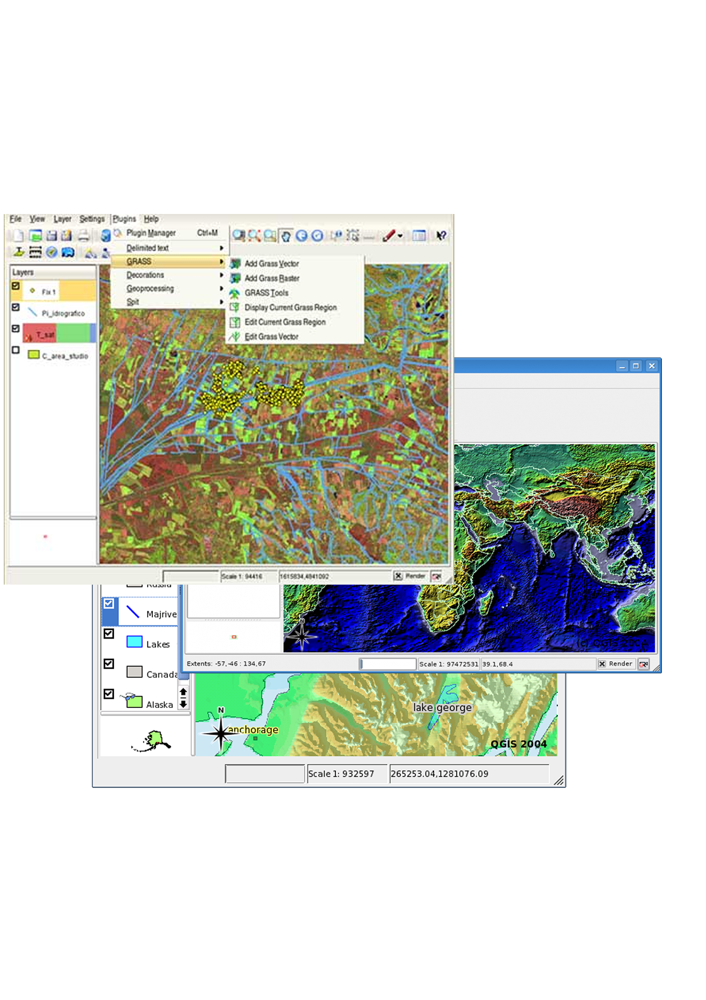 File View Layer Settings Plugins Help
Plugin Manager Ctrl+M
Delimited text
GRASS
Decorations
Geoprocessing
Spit
Add Grass Vector
Add Grass Raster
GRASS Tools
Display Current Grass Region
Edit Current Grass Region
Edit Grass Vector
Layers
Fix1
Pi_idrografico
T_sat
C_area_studio
Scale 1: 94416 1615834,4841092 Render
(c) QGIS 2004
Extents: -57,-46 : 134,67 Scale 1: 97472531 39.1,68.4 Render
Russia
Majrive
Lakes
Canada
Alaska
lake george
N
anchorage
QGIS 2004
Scale 1: 932597 265253.04,1281076.09